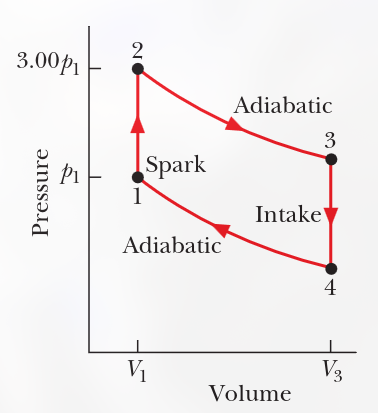 2
3.00p₁
Adiabatic
3
p₁
Spark
1
Pressure
Intake
Adiabatic
4
V₁
V₃
Volume